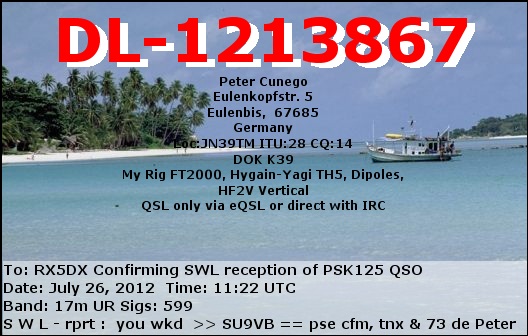 DL-1213867
Peter Cunego
Eulenkopfstr. 5
Eulenbis, 67685
Germany
Loc:JN39TM ITU:28 CQ:14
DOK K39
My Rig FT2000, Hygain-Yagi TH5, Dipoles,
HF2V Vertical
QSL only via eQSL or direct with IRC
To: RX5DX Confirming SWL reception of PSK125 QSO
Date: July 26, 2012 Time: 11:22 UTC
Band: 17m UR Sigs: 599
S W L - rprt : you wkd >> SU9VB == pse cfm, tnx & 73 de Peter